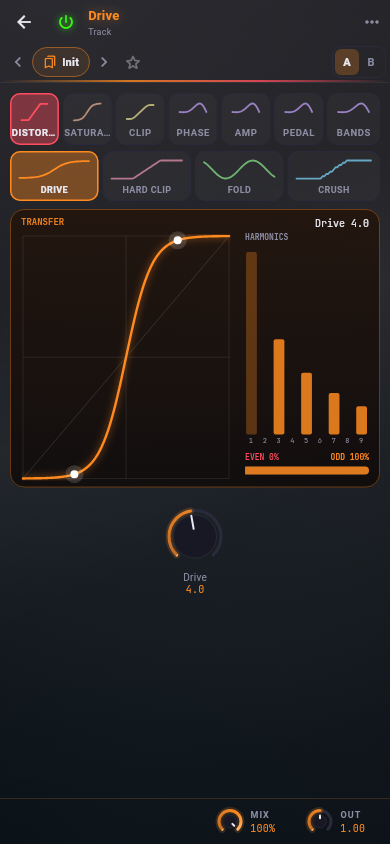 Drive
Track
Init
A B
DISTOR... SATURA... CLIP PHASE AMP PEDAL BANDS
DRIVE HARD CLIP FOLD CRUSH
TRANSFER Drive 4.0
HARMONICS
1 2 3 4 5 6 7 8 9
EVEN 0% ODD 100%
Drive
4.0
MIX
100%
OUT
1.00